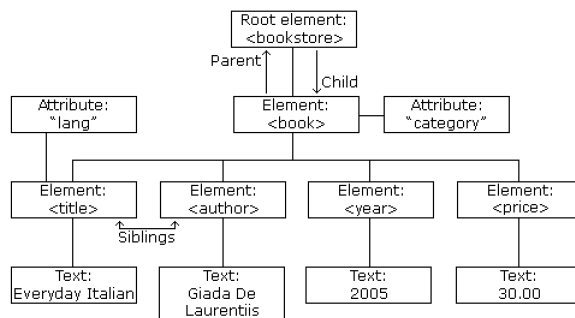 Root element:
<bookstore>
Parent
Child
Attribute:
“lang”
Element:
<book>
Attribute:
“category”
Element:
<title>
Element:
<author>
Element:
<year>
Element:
<price>
Siblings
Text:
Everyday Italian
Text:
Giada De
Laurentiis
Text:
2005
Text:
30.00